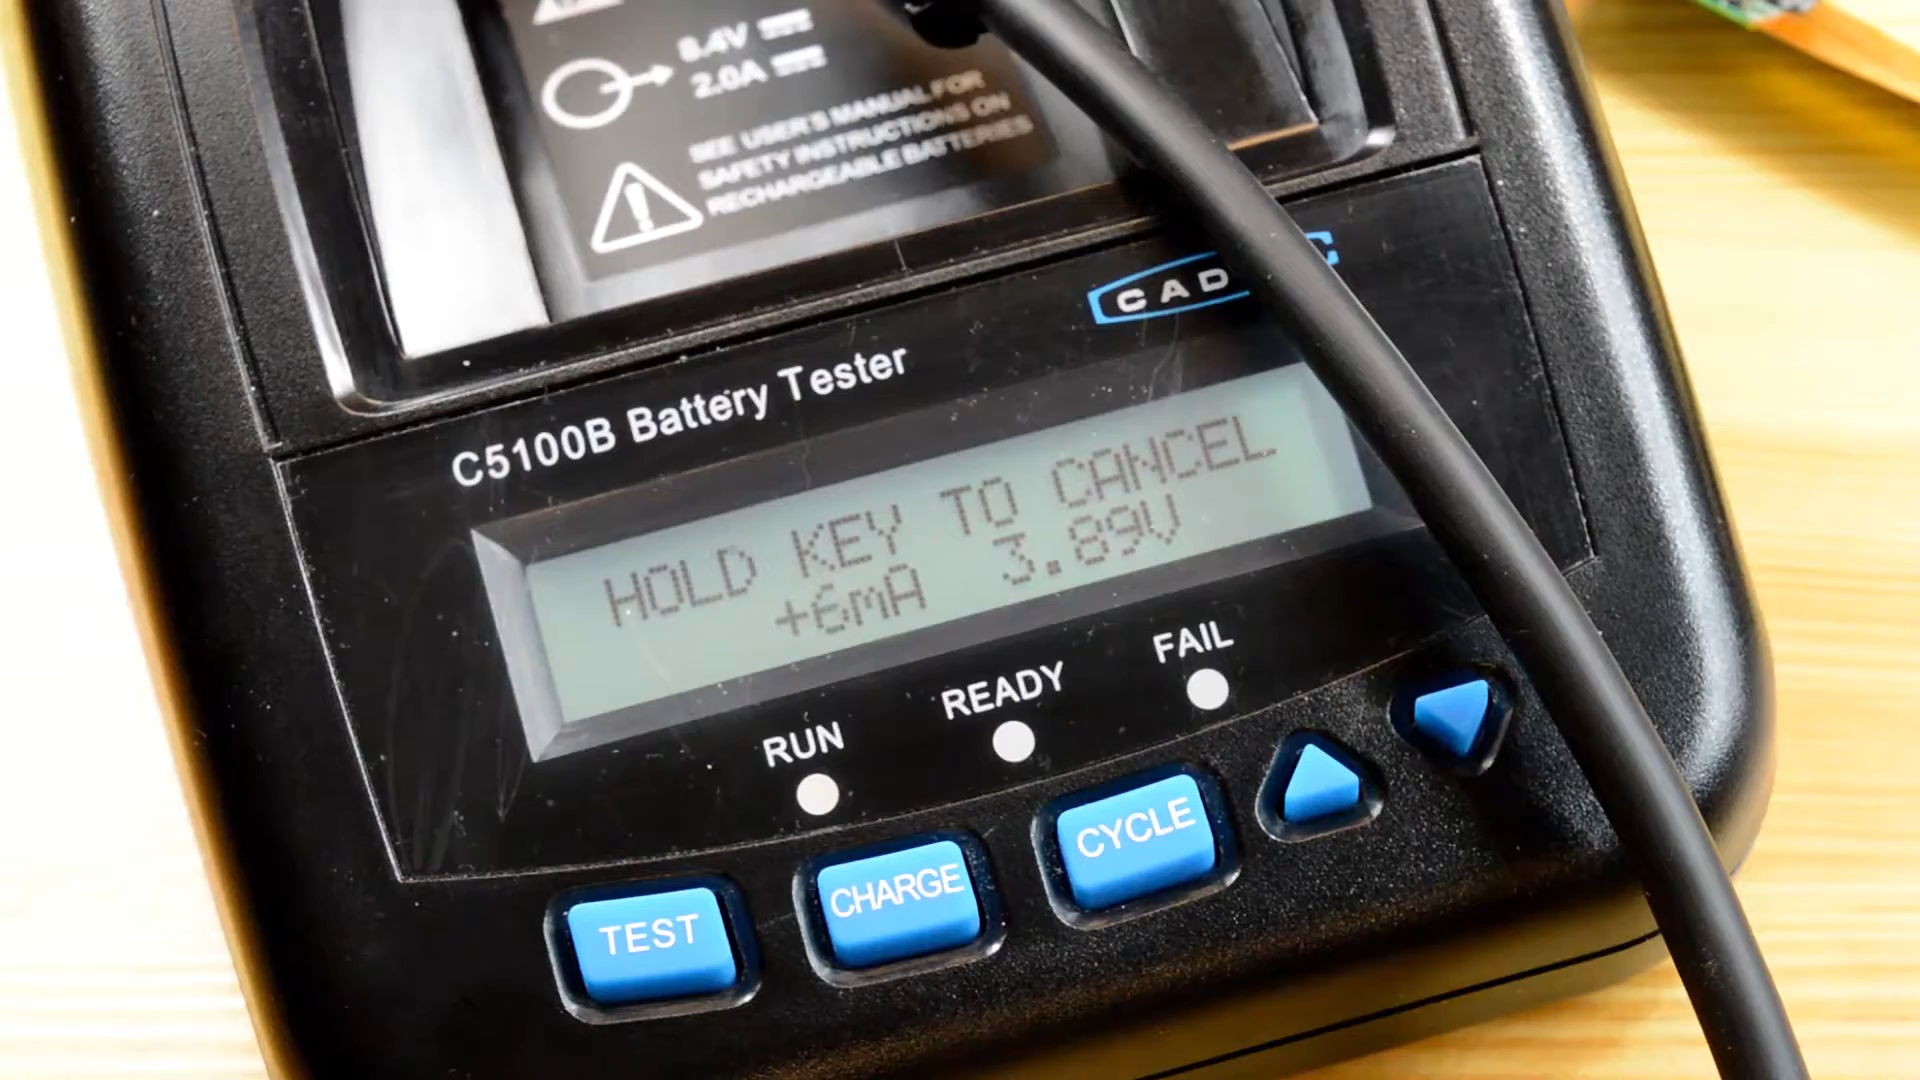 8.4V
2.0A
SEE USER'S MANUAL FOR
SAFETY INSTRUCTIONS ON
RECHARGEABLE BATTERIES
CAD
C
C5100B Battery Tester
HOLD KEY TO CANCEL
+6mA 3.89V
RUN
READY
FAIL
TEST
CHARGE
CYCLE